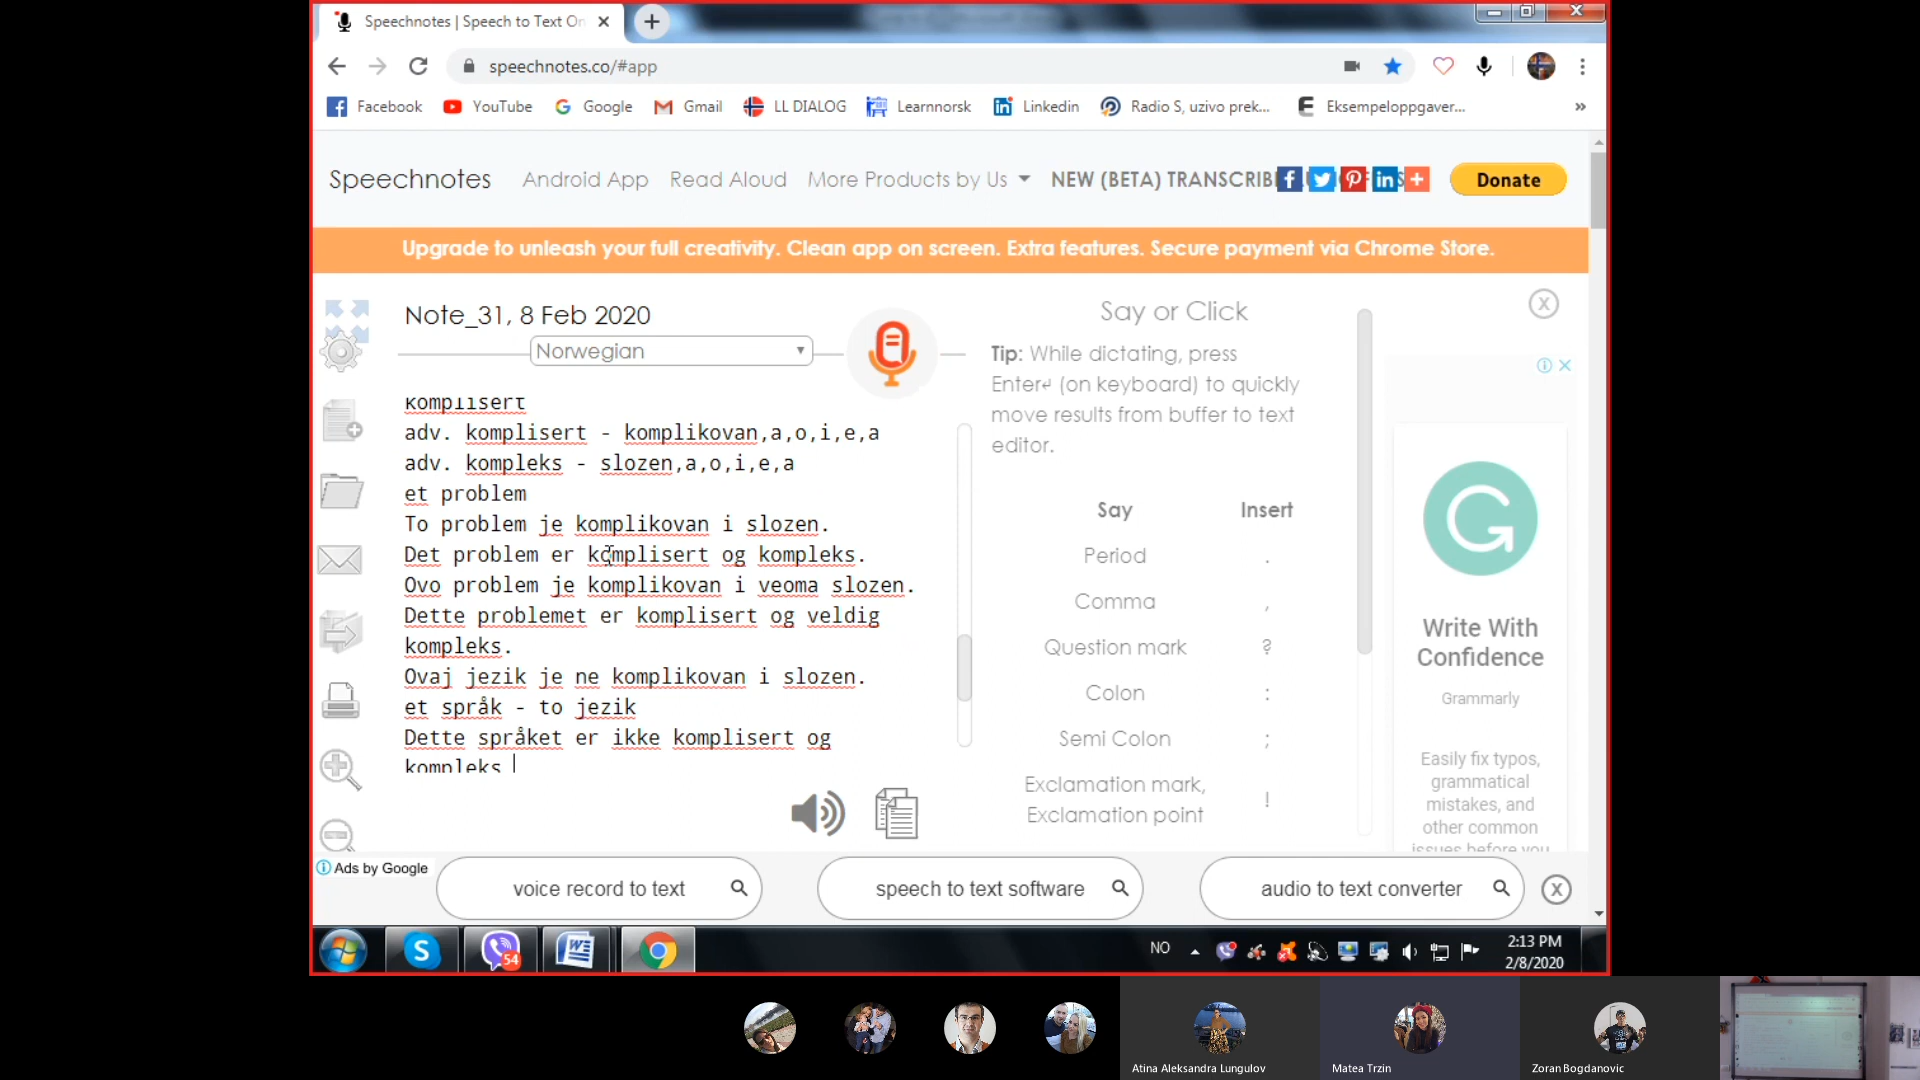 Speechnotes | Speech to Text On
speechnotes.co/#app
Facebook YouTube Google Gmail LL DIALOG Learnnorsk Linkedin Radio S, uzivo prek... Eksempeloppgaver... »
Speechnotes Android App Read Aloud More Products by Us NEW (BETA) TRANSCRIB Donate
Upgrade to unleash your full creativity. Clean app on screen. Extra features. Secure payment via Chrome Store.
Note_31, 8 Feb 2020
Norwegian
komplisert
adv. komplisert - komplikovan,a,o,i,e,a
adv. kompleks - slozen,a,o,i,e,a
et problem
To problem je komplikovan i slozen.
Det problem er komplisert og kompleks.
Ovo problem je komplikovan i veoma slozen.
Dette problemet er komplisert og veldig
kompleks.
Ovaj jezik je ne komplikovan i slozen.
et språk - to jezik
Dette språket er ikke komplisert og
kompleks
Say or Click
Tip: While dictating, press
Enter↵ (on keyboard) to quickly
move results from buffer to text
editor.
Say Insert
Period .
Comma ,
Question mark ?
Colon :
Semi Colon ;
Exclamation mark,
Exclamation point !
Write With
Confidence
Grammarly
Easily fix typos,
grammatical
mistakes, and
other common
issues before you
Ads by Google
voice record to text
speech to text software
audio to text converter
54
NO
2:13 PM
2/8/2020
Atina Aleksandra Lungulov
Matea Trzin
Zoran Bogdanovic